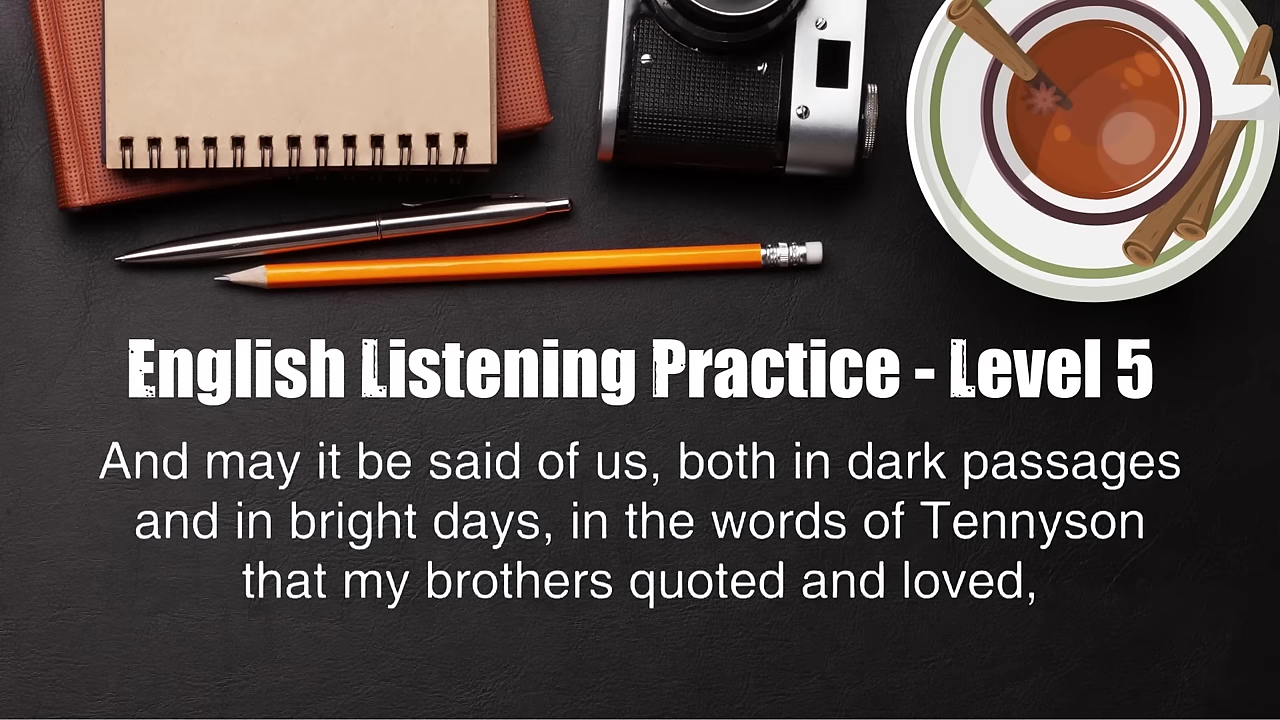 English Listening Practice - Level 5
And may it be said of us, both in dark passages
and in bright days, in the words of Tennyson
that my brothers quoted and loved,